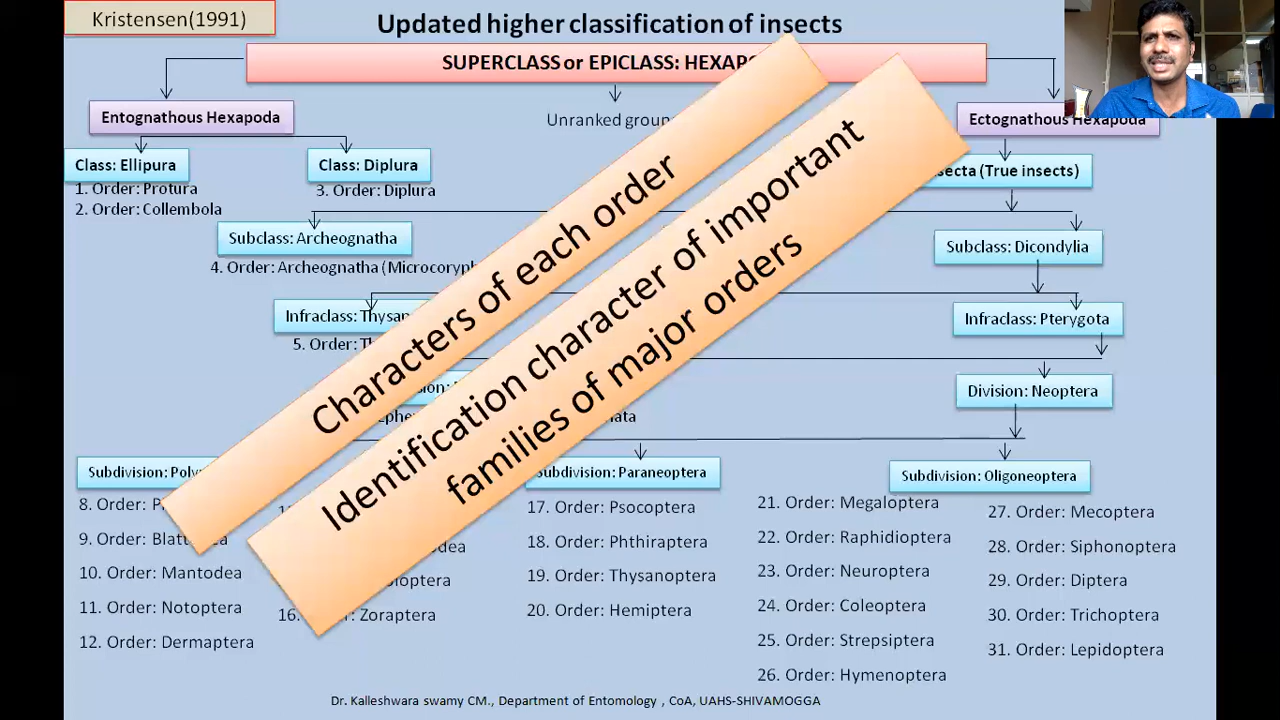 Kristensen(1991)
Updated higher classification of insects
SUPERCLASS or EPICLASS:
Entognathous Hexapoda
Unranked
Ectognathous Hexapoda
Class: Ellipura
Class: Diplura
(True insects)
1. Order: Protura
2. Order: Collembola
3. Order: Diplura
Subclass: Archeognatha
Subclass: Dicondylia
4. Order: Archeognatha
Infraclass:
Infraclass: Pterygota
5. Order:
Division: Neoptera
Subdivision:
Subdivision: Paraneoptera
Subdivision: Oligoneoptera
8. Order:
9. Order:
10. Order: Mantodea
11. Order: Notoptera
12. Order: Dermaptera
16. Zoraptera
17. Order: Psocoptera
18. Order: Phthiraptera
19. Order: Thysanoptera
20. Order: Hemiptera
21. Order: Megaloptera
22. Order: Raphidioptera
23. Order: Neuroptera
24. Order: Coleoptera
25. Order: Strepsiptera
26. Order: Hymenoptera
27. Order: Mecoptera
28. Order: Siphonoptera
29. Order: Diptera
30. Order: Trichoptera
31. Order: Lepidoptera
Characters of each order
Identification character of important
families of major orders
Dr. Kalleshwara swamy CM., Department of Entomology , CoA, UAHS-SHIVAMOGGA